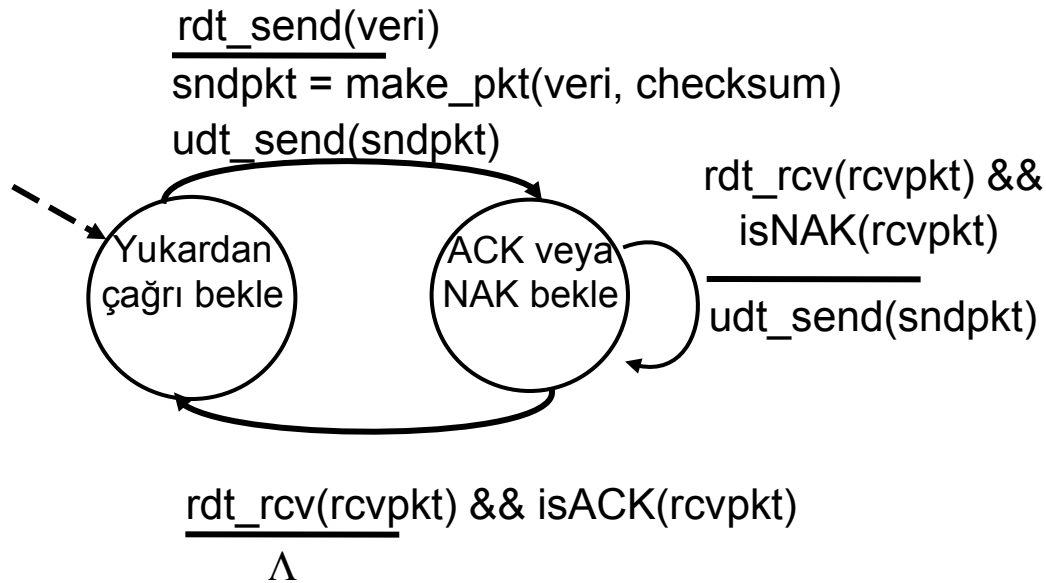 rdt_send(veri)
sndpkt = make_pkt(veri, checksum)
udt_send(sndpkt)
Yukardan
çağrı bekle
ACK veya
NAK bekle
rdt_rcv(rcvpkt) &&
isNAK(rcvpkt)
udt_send(sndpkt)
rdt_rcv(rcvpkt) && isACK(rcvpkt)
Λ